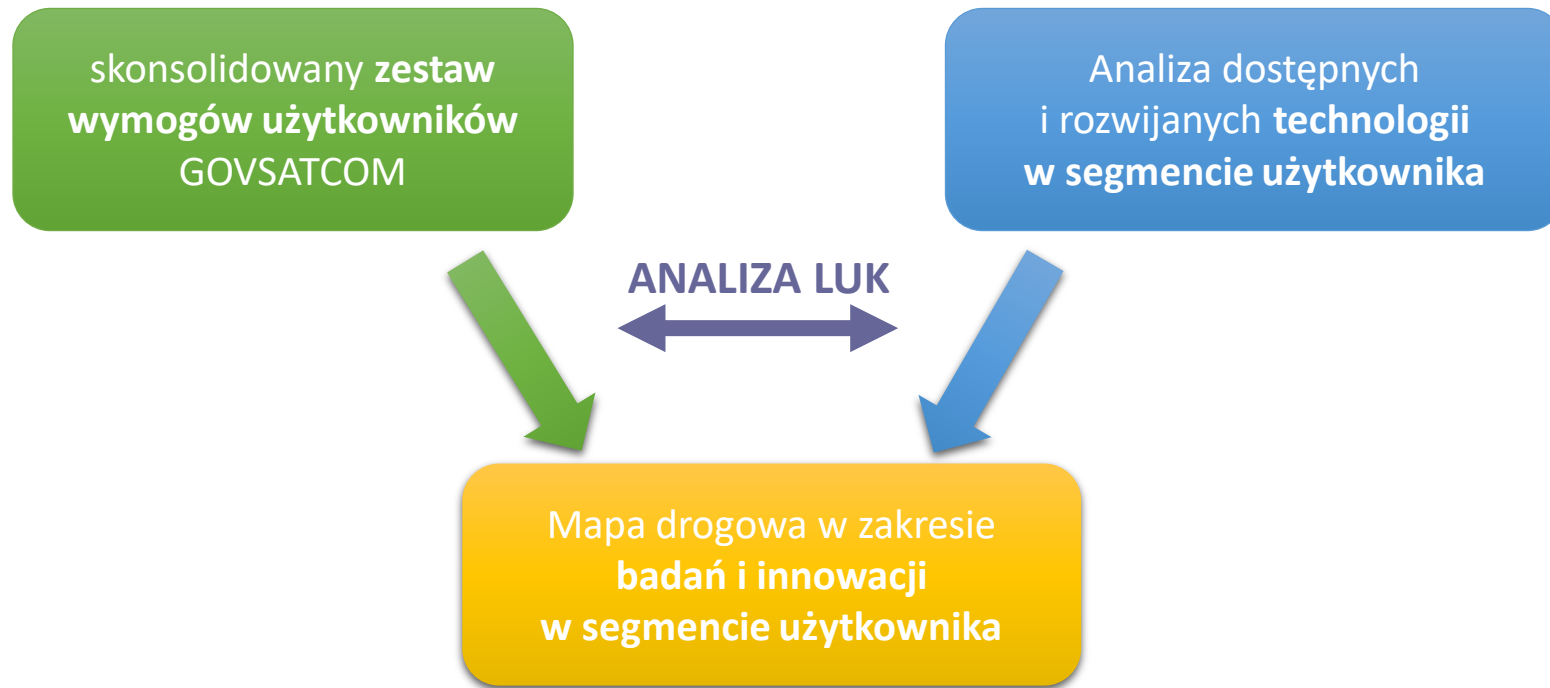 skonsolidowany zestaw
wymogów użytkowników
GOVSATCOM
Analiza dostępnych
i rozwijanych technologii
w segmencie użytkownika
ANALIZA LUK
Mapa drogowa w zakresie
badań i innowacji
w segmencie użytkownika